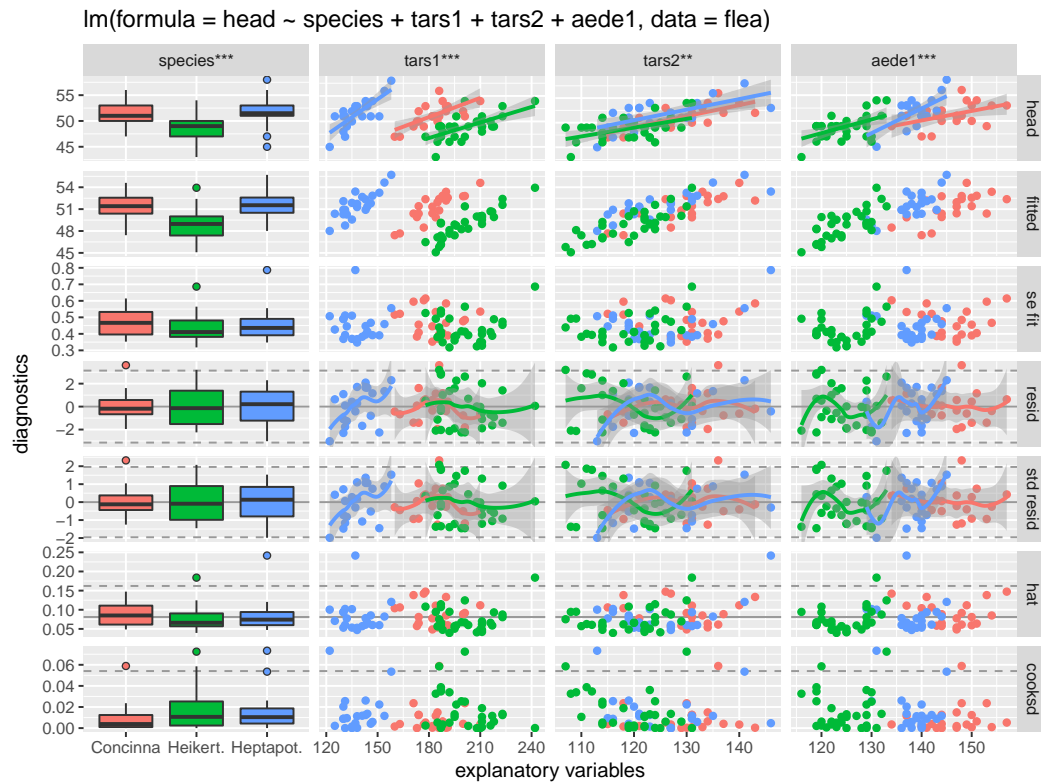 lm(formula = head ~ species + tars1 + tars2 + aede1, data = flea)
species*** tars1*** tars2** aede1***
55
50
45
head
54
51
48
45
fitted
0.8
0.7
0.6
0.5
0.4
0.3
se fit
2
0
−2
resid
2
1
0
−1
−2
std resid
0.25
0.20
0.15
0.10
0.05
hat
0.06
0.04
0.02
0.00
cooksd
diagnostics
Concinna Heikert. Heptapot. 120 150 180 210 240 110 120 130 140 120 130 140 150
explanatory variables